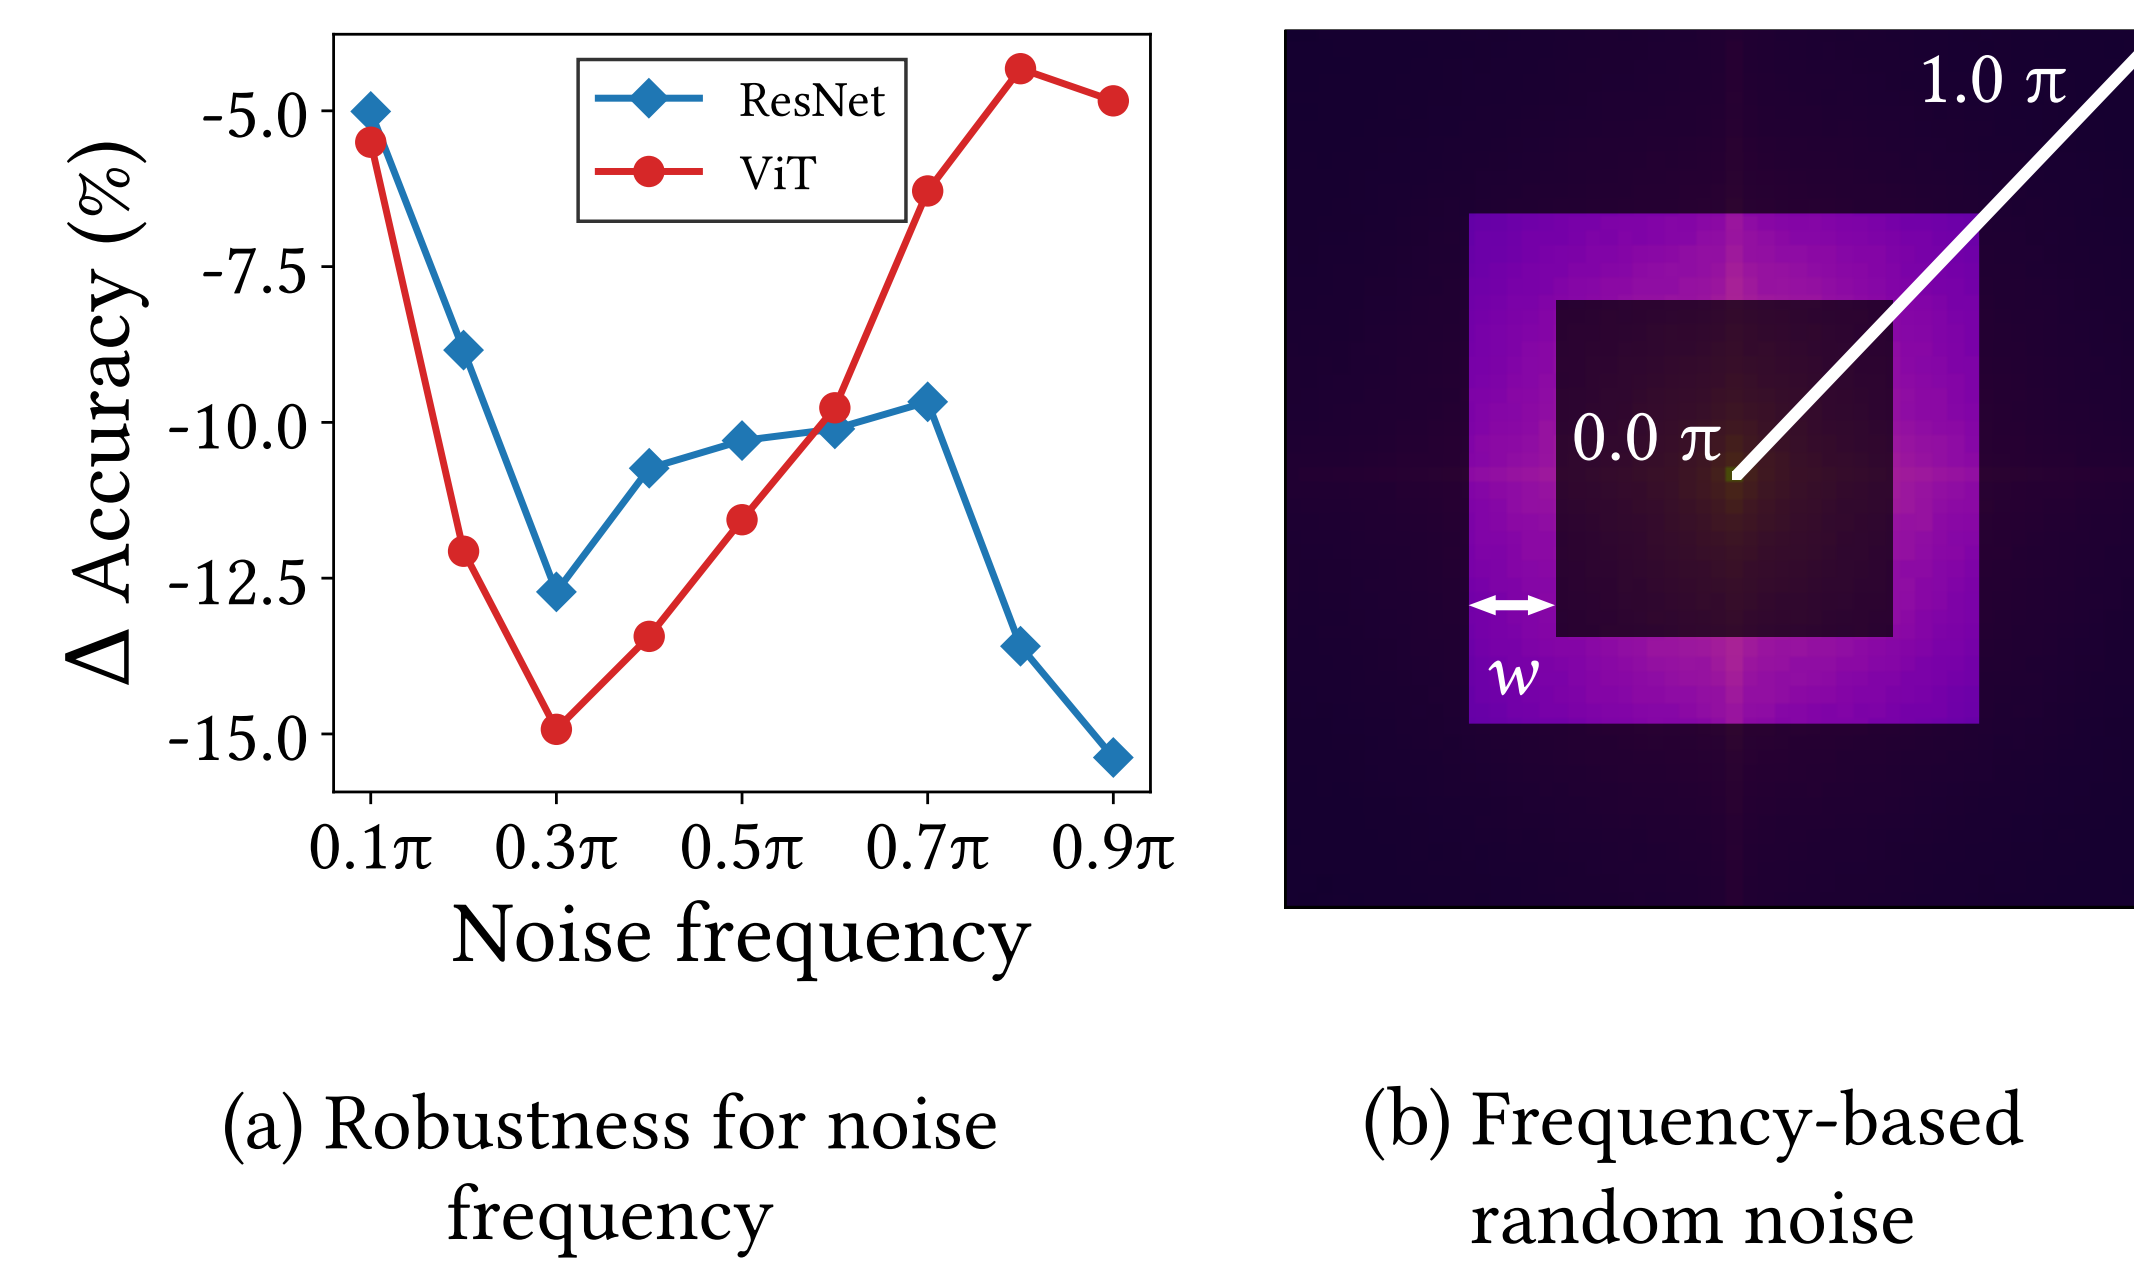 Δ Accuracy (%)
-5.0
-7.5
-10.0
-12.5
-15.0
ResNet
ViT
0.1π 0.3π 0.5π 0.7π 0.9π
Noise frequency
(a) Robustness for noise
frequency
1.0 π
0.0 π
w
(b) Frequency-based
random noise